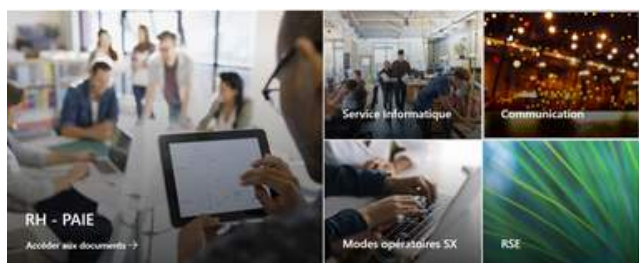 RH - PAIE
Accéder aux documents →
Service Informatique
Communication
Modes opératoires SX
RSE